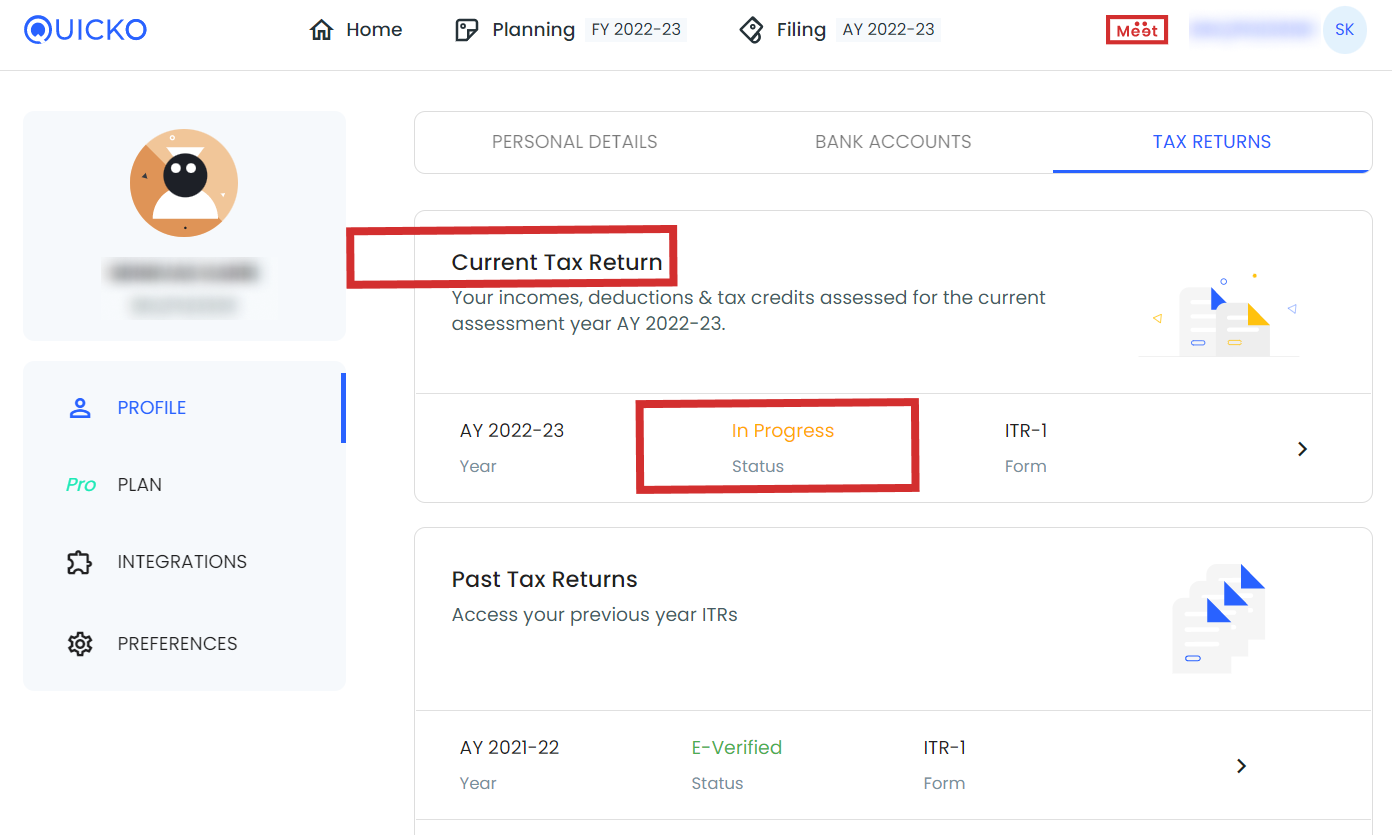 QUICKO
Home
Planning FY 2022-23
Filing AY 2022-23
Meet
SK
PERSONAL DETAILS
BANK ACCOUNTS
TAX RETURNS
Current Tax Return
Your incomes, deductions & tax credits assessed for the current
assessment year AY 2022-23.
AY 2022-23
Year
In Progress
Status
ITR-1
Form
PROFILE
Pro PLAN
INTEGRATIONS
PREFERENCES
Past Tax Returns
Access your previous year ITRs
AY 2021-22
Year
E-Verified
Status
ITR-1
Form